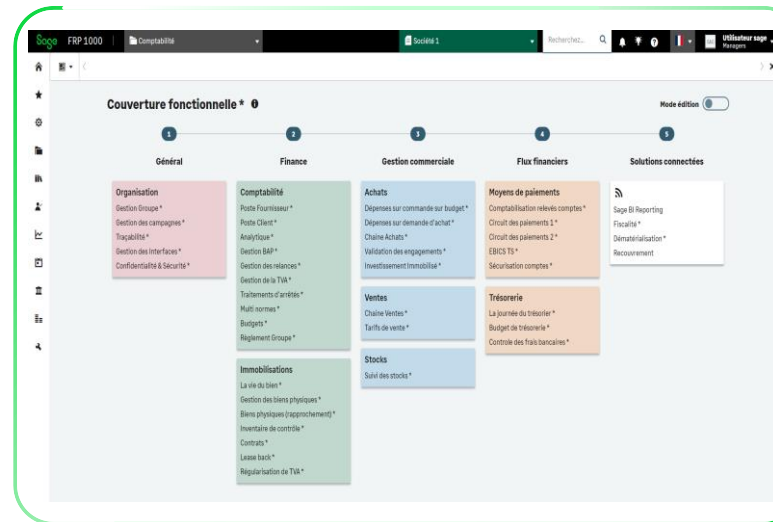 Sage FRP 1000 Comptabilité Société 1 Recherchez... Utilisateur sage
Managers
Couverture fonctionnelle *
Mode édition
1 2 3 4 5
Général Finance Gestion commerciale Flux financiers Solutions connectées
Organisation
Gestion Groupe *
Gestion des campagnes *
Traçabilité *
Gestion des Interfaces *
Confidentialité & Sécurité *
Comptabilité
Poste Fournisseur *
Poste Client *
Analytique *
Gestion BAP *
Gestion des relances *
Gestion de la TVA *
Traitements d'arrêtés *
Multi normes *
Budgets *
Règlement Groupe *
Immobilisations
La vie du bien *
Gestion des biens physiques *
Biens physiques (rapprochement) *
Inventaire de contrôle *
Contrats *
Lease back *
Régularisation de TVA *
Achats
Dépenses sur commande sur budget *
Dépenses sur demande d'achat *
Chaine Achats *
Validation des engagements *
Investissement Immobilisé *
Ventes
Chaine Ventes *
Tarifs de vente *
Stocks
Suivi des stocks *
Moyens de paiements
Comptabilisation relevés comptes *
Circuit des paiements 1 *
Circuit des paiements 2 *
EBICS TS *
Sécurisation comptes *
Trésorerie
La journée du trésorier *
Budget de trésorerie *
Controle des frais bancaires *
Sage BI Reporting
Fiscalité *
Dématérialisation *
Recouvrement